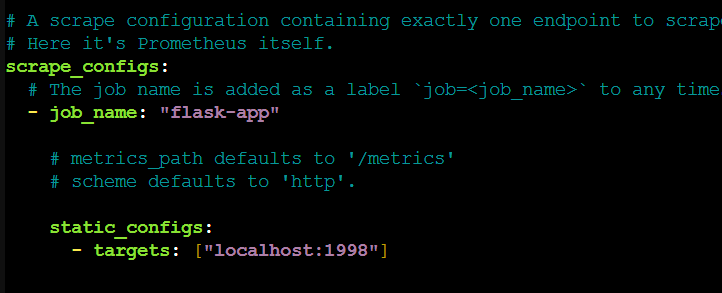 # A scrape configuration containing exactly one endpoint to scrape
# Here it's Prometheus itself.
scrape_configs:
# The job name is added as a label `job=<job_name>` to any time
- job_name: "flask-app"
# metrics_path defaults to '/metrics'
# scheme defaults to 'http'.
static_configs:
- targets: ["localhost:1998"]